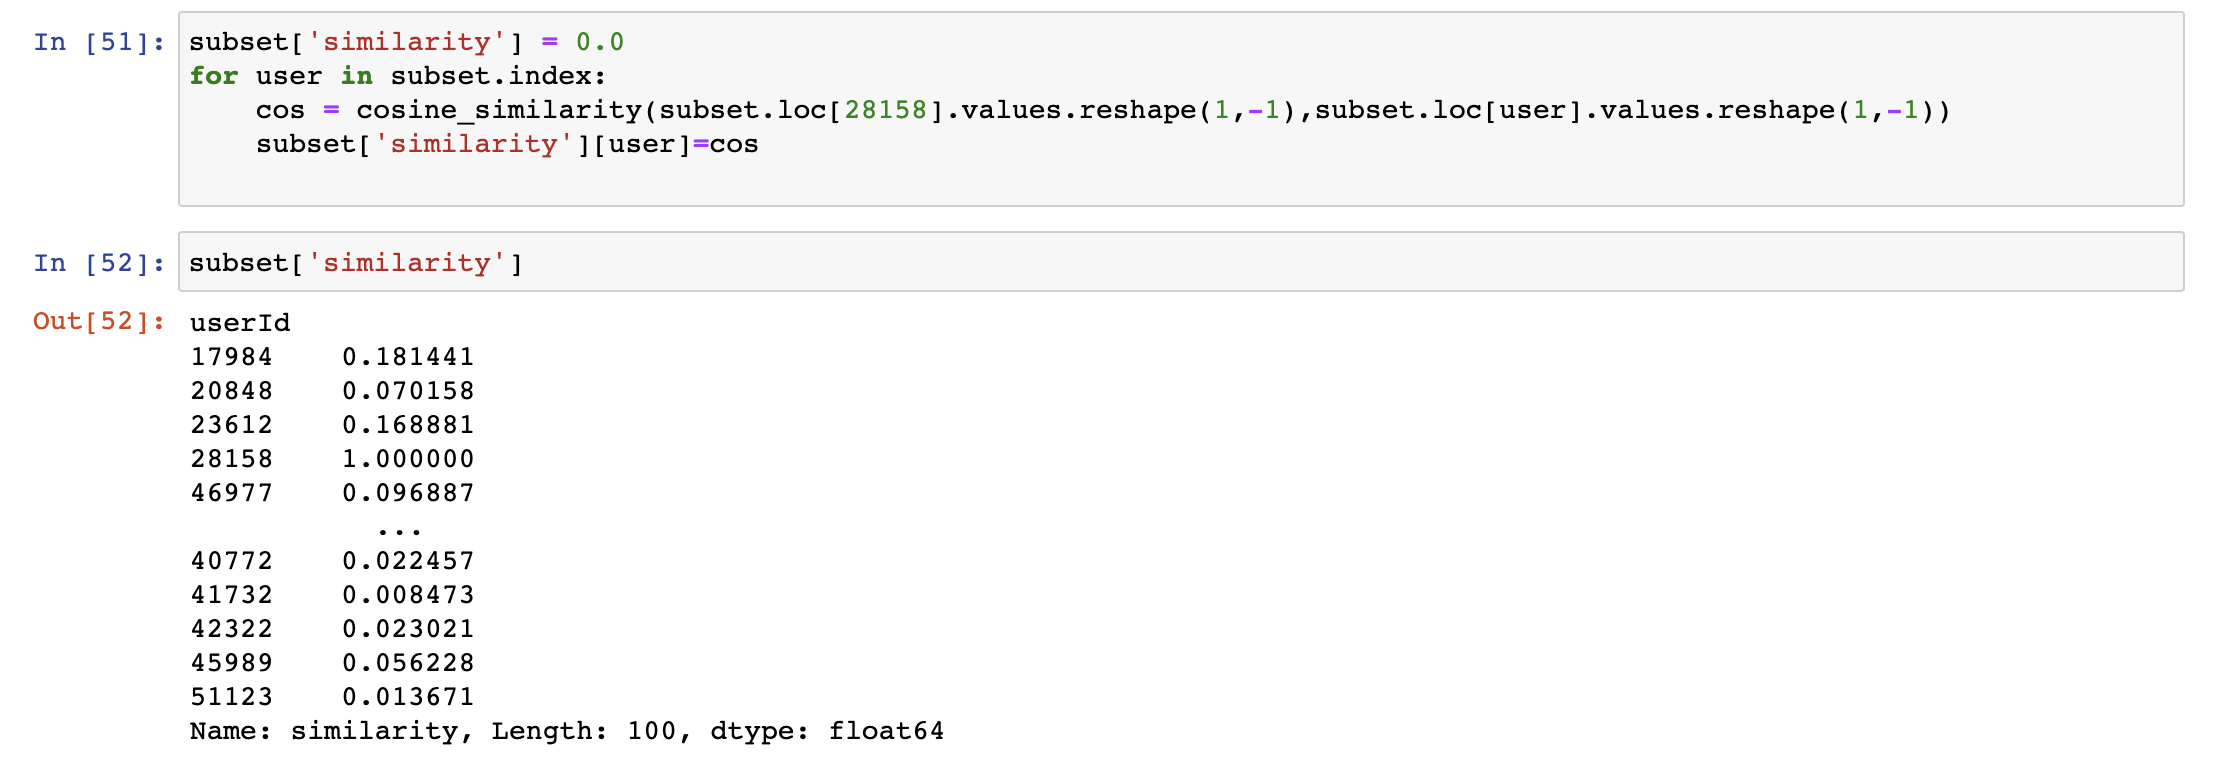 In [51]: subset['similarity'] = 0.0
for user in subset.index:
    cos = cosine_similarity(subset.loc[28158].values.reshape(1,-1),subset.loc[user].values.reshape(1,-1))
    subset['similarity'][user]=cos
In [52]: subset['similarity']
Out[52]: userId
17984    0.181441
20848    0.070158
23612    0.168881
28158    1.000000
46977    0.096887
           ...
40772    0.022457
41732    0.008473
42322    0.023021
45989    0.056228
51123    0.013671
Name: similarity, Length: 100, dtype: float64